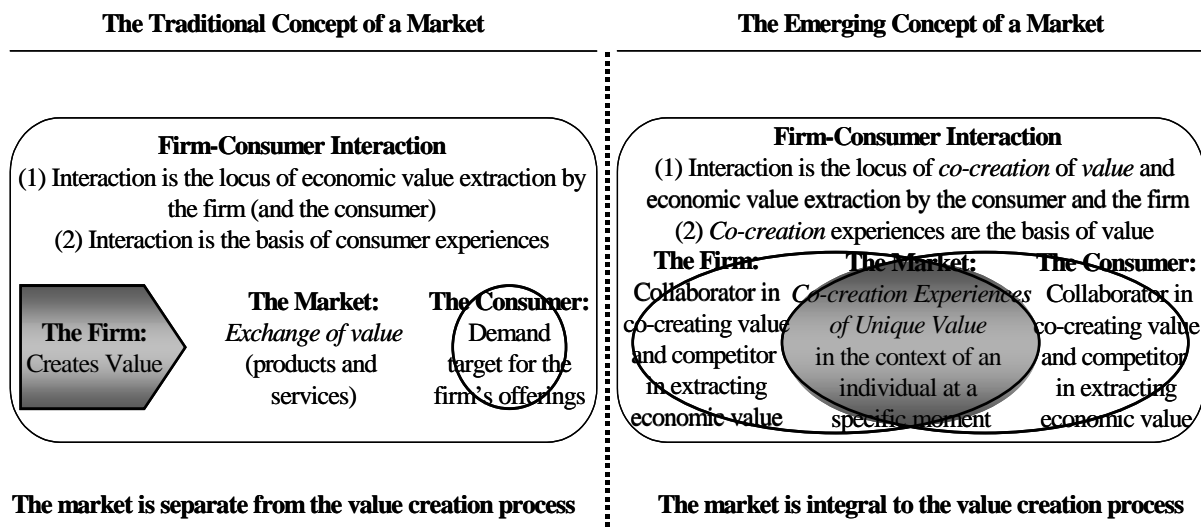 The Traditional Concept of a Market
Firm-Consumer Interaction
(1) Interaction is the locus of economic value extraction by
the firm (and the consumer)
(2) Interaction is the basis of consumer experiences
The Firm:
Creates Value
The Market:
Exchange of value
(products and
services)
The Consumer:
Demand
target for the
firm's offerings
The market is separate from the value creation process
The Emerging Concept of a Market
Firm-Consumer Interaction
(1) Interaction is the locus of co-creation of value and
economic value extraction by the consumer and the firm
(2) Co-creation experiences are the basis of value
The Firm:
Collaborator in
co-creating value
and competitor
in extracting
economic value
The Market:
Co-creation Experiences
of Unique Value
in the context of an
individual at a
specific moment
The Consumer:
Collaborator in
co-creating value
and competitor
in extracting
economic value
The market is integral to the value creation process